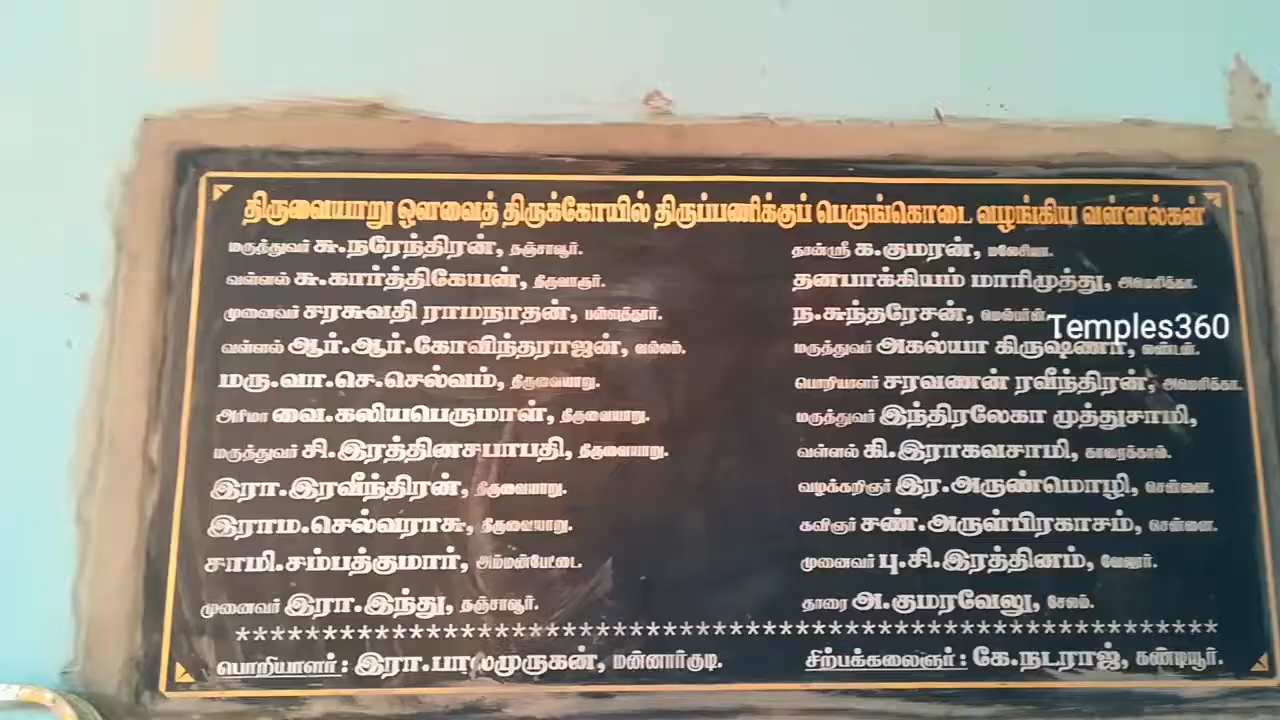 திருவையாறு ஔவைத் திருக்கோயில் திருப்பணிக்குப் பெருங்கொடை வழங்கிய வள்ளல்கள்
மருத்துவர் சு.நரேந்திரன், தஞ்சாவூர்.
வள்ளல் சு.கார்த்திகேயன், திருவாரூர்.
முனைவர் சரசுவதி ராமநாதன், பள்ளத்தூர்.
வள்ளல் ஆர்.ஆர்.கோவிந்தராஜன், வல்லம்.
மரு.வா.செ.செல்வம், திருவையாறு.
அரிமா வை.கலியபெருமாள், திருவையாறு.
மருத்துவர் சி.இரத்தினசபாபதி, திருவையாறு.
இரா.இரவீந்திரன், திருவையாறு.
இராம.செல்வராசு, திருவையாறு.
சாமி.சம்பத்குமார், அம்மன்பேட்டை.
முனைவர் இரா.இந்து, தஞ்சாவூர்.
தான்ஸ்ரீ க.குமரன், மலேசியா.
தனபாக்கியம் மாரிமுத்து, அமெரிக்கா.
ந.சுந்தரேசன், மெல்பர்ன்.
மருத்துவர் அகல்யா கிருஷ்ணா, லண்டன்.
பொறியாளர் சரவணன் ரவீந்திரன், அமெரிக்கா.
மருத்துவர் இந்திரலேகா முத்துசாமி,
வள்ளல் கி.இராகவசாமி, காரைக்கால்.
வழக்கறிஞர் இர.அருண்மொழி, சென்னை.
கவிஞர் சண்.அருள்பிரகாசம், சென்னை.
முனைவர் பு.சி.இரத்தினம், வேலூர்.
தாரை அ.குமரவேலு, சேலம்.
பொறியாளர் : இரா.பாலமுருகன், மன்னார்குடி.
சிற்பக்கலைஞர் : கே.நடராஜ், கண்டியூர்.
Temples360